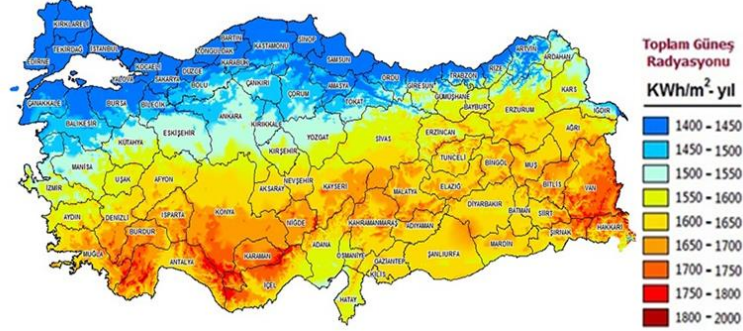 KIRKLARELİ
EDİRNE
TEKİRDAĞ
İSTANBUL
YALOVA
KOCAELİ
SAKARYA
DÜZCE
BOLU
ZONGULDAK
BARTIN
KARABÜK
KASTAMONU
SİNOP
SAMSUN
ÇANKIRI
ÇORUM
AMASYA
TOKAT
ORDU
GİRESUN
TRABZON
RİZE
ARTVİN
ARDAHAN
KARS
IĞDIR
GÜMÜŞHANE
BAYBURT
ERZURUM
AĞRI
ÇANAKKALE
BALIKESİR
BURSA
BİLECİK
ESKİŞEHİR
KÜTAHYA
ANKARA
KIRIKKALE
KIRŞEHİR
YOZGAT
SİVAS
ERZİNCAN
TUNCELİ
BİNGÖL
MUŞ
BİTLİS
VAN
HAKKARİ
MANİSA
İZMİR
UŞAK
AFYON
AYDIN
DENİZLİ
MUĞLA
BURDUR
ISPARTA
ANTALYA
KONYA
AKSARAY
NEVŞEHİR
NİĞDE
KAYSERİ
KARAMAN
İÇEL
ADANA
OSMANİYE
HATAY
KAHRAMANMARAŞ
MALATYA
ELAZIĞ
ADIYAMAN
GAZİANTEP
KİLİS
ŞANLIURFA
DİYARBAKIR
BATMAN
MARDİN
SİİRT
ŞIRNAK
Toplam Güneş
Radyasyonu
KWh/m²- yıl
1400 - 1450
1450 - 1500
1500 - 1550
1550 - 1600
1600 - 1650
1650 - 1700
1700 - 1750
1750 - 1800
1800 - 2000